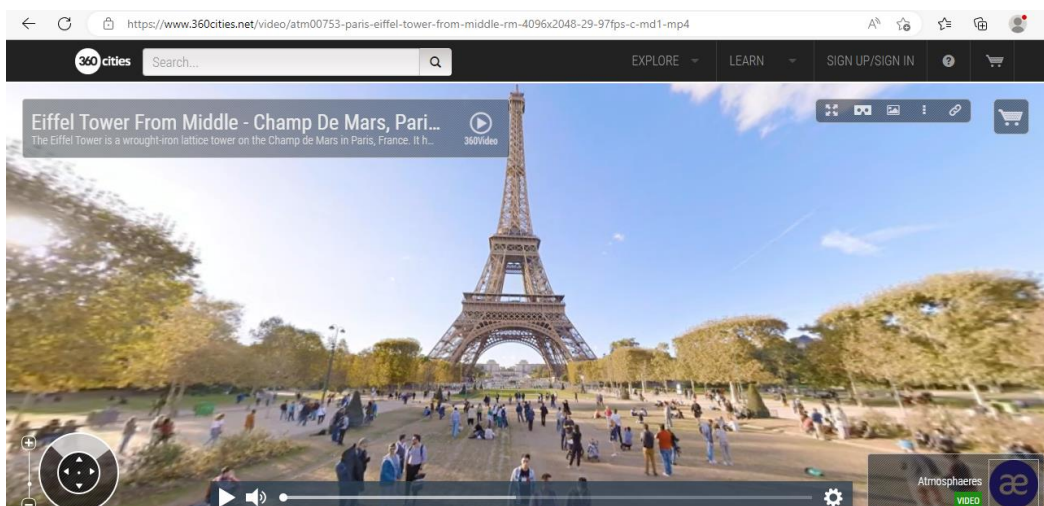 https://www.360cities.net/video/atm00753-paris-eiffel-tower-from-middle-rm-4096x2048-29-97fps-c-md1-mp4
360 cities
Search...
EXPLORE
LEARN
SIGN UP/SIGN IN
Eiffel Tower From Middle - Champ De Mars, Pari...
The Eiffel Tower is a wrought-iron lattice tower on the Champ de Mars in Paris, France. It h...
360Video
Atmosphaeres
æ
VIDEO